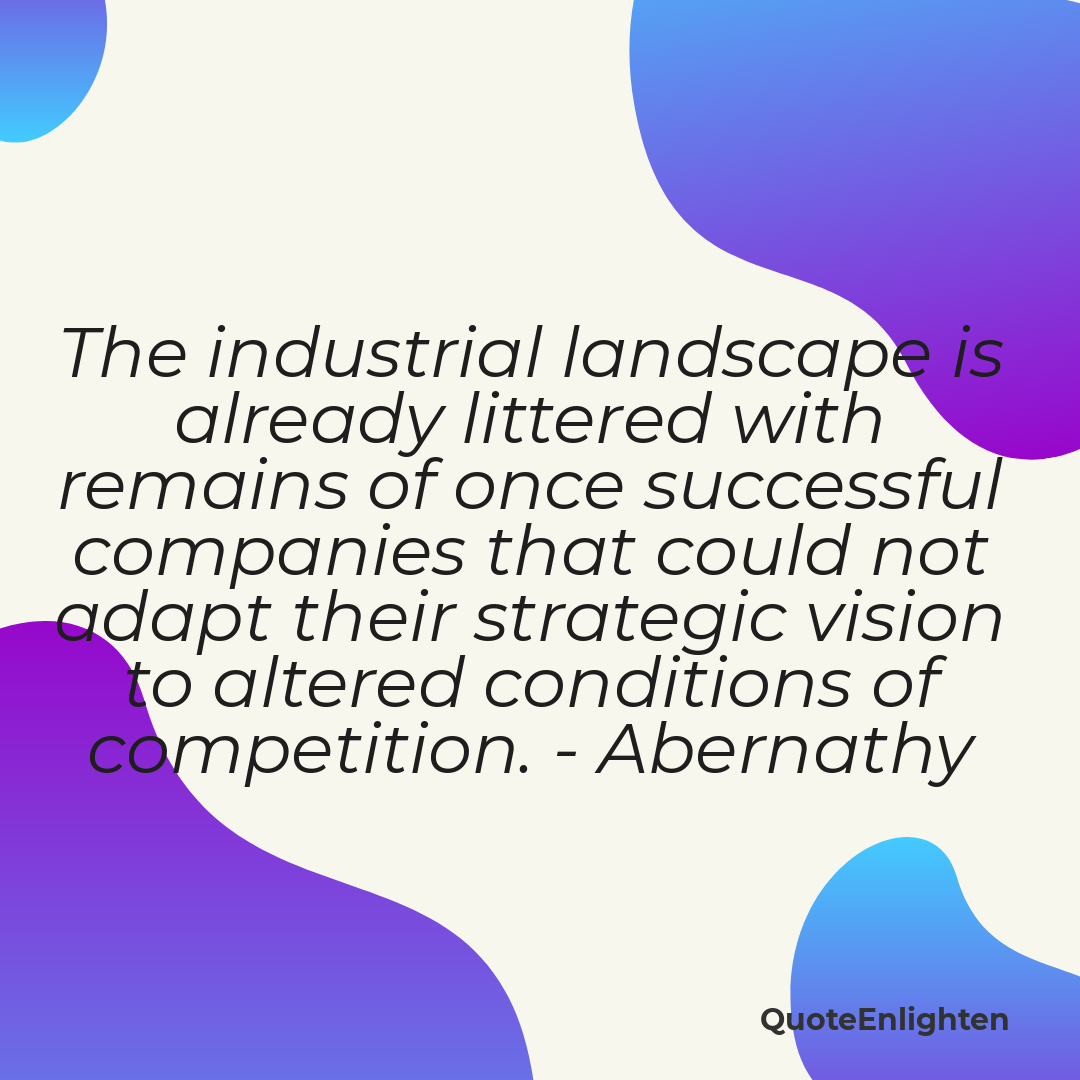 The industrial landscape is
already littered with
remains of once successful
companies that could not
adapt their strategic vision
to altered conditions of
competition. - Abernathy
QuoteEnlighten